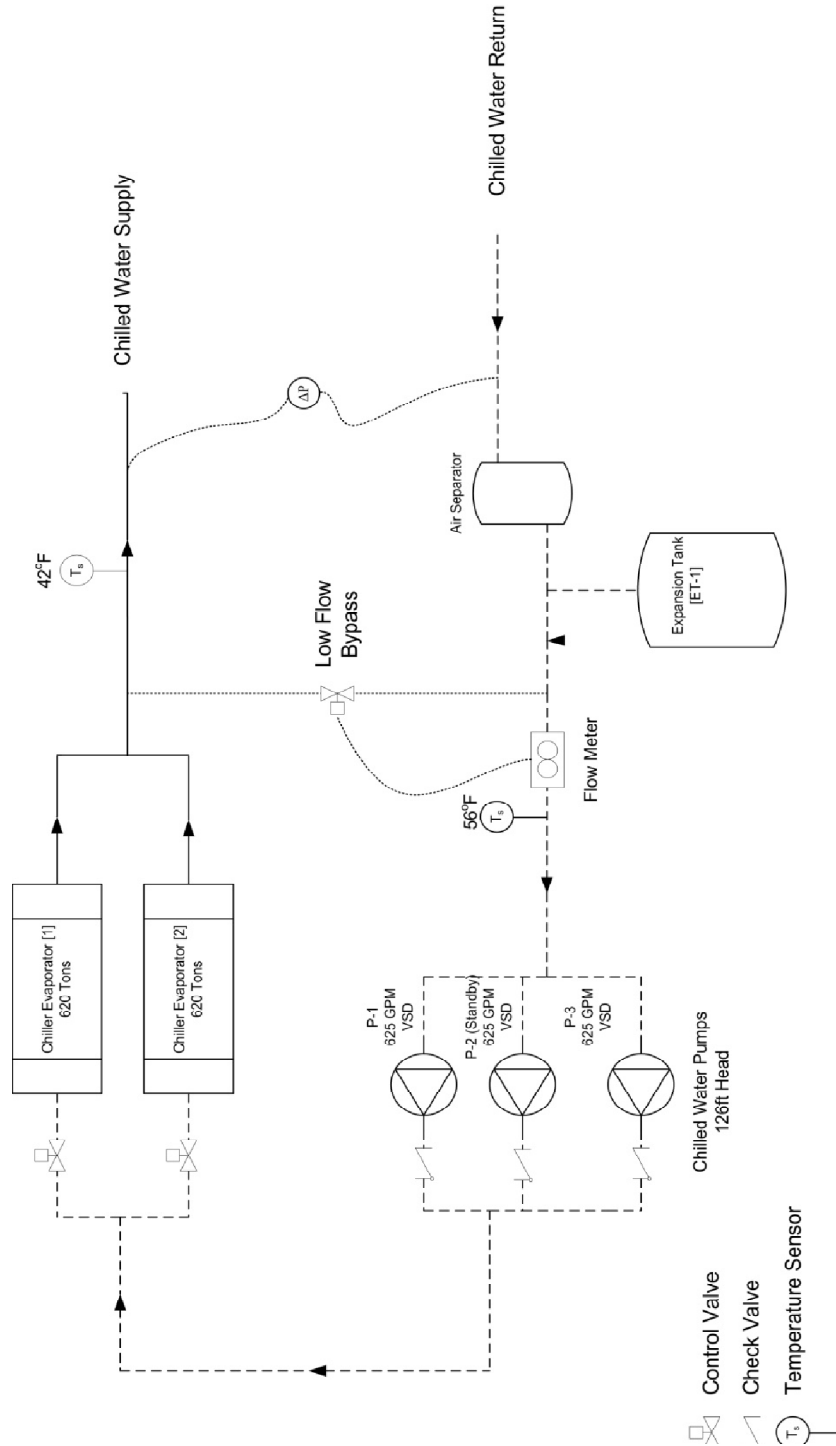 Chilled Water Supply
Chilled Water Return
42°F
Tₛ
ΔP
Air Separator
Expansion Tank
[ET-1]
Low Flow
Bypass
Flow Meter
56°F
Tₛ
Chiller Evaporator [1]
620 Tons
Chiller Evaporator [2]
620 Tons
P-1
625 GPM
VSD
P-2 (Standby)
625 GPM
VSD
P-3
625 GPM
VSD
Chilled Water Pumps
126ft Head
Control Valve
Check Valve
Tₛ
Temperature Sensor